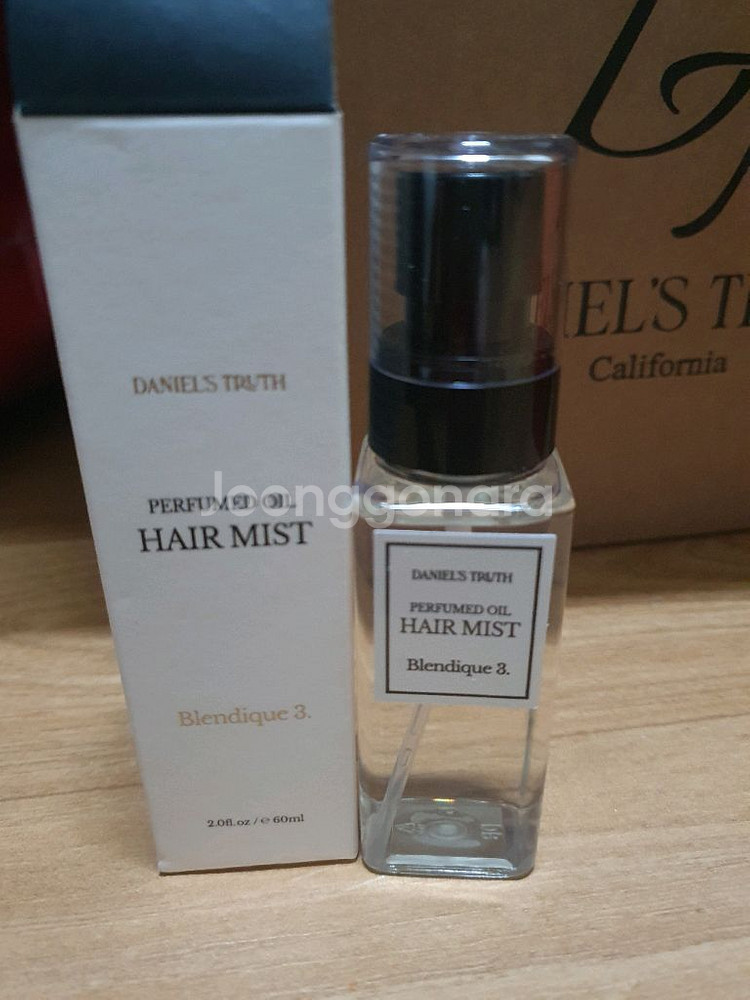 DANIEL'S TRUTH
PERFUMED OIL
HAIR MIST
Blendique 3.
2.0fl.oz / ℮ 60ml
DANIEL'S TRUTH
PERFUMED OIL
HAIR MIST
Blendique 3.
IEL'S T
California
Joonggonara